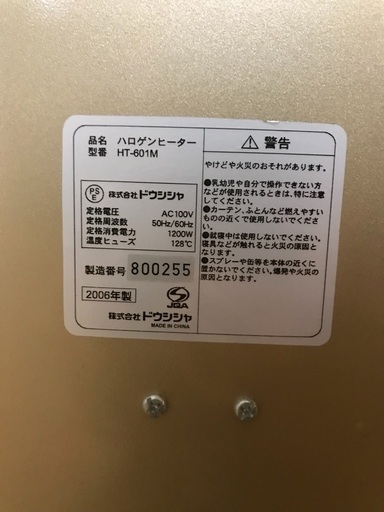 品名 ハロゲンヒーター
型番 HT-601M
PS
E
株式会社ドウシシャ
定格電圧 AC100V
定格周波数 50Hz/60Hz
定格消費電力 1200W
温度ヒューズ 128℃
製造番号 800255
2006年製
JQA
株式会社ドウシシャ
MADE IN CHINA
警告
やけどや火災のおそれがあります。
●乳幼児や自分で操作できない方
などが使用されるときは、特に注意
してください。
●カーテン、ふとんなど燃えやすい
ものの近くで使用しないでください。
●就寝中は使用しないでください。
寝具などが触れると火災の原因と
なります。
●スプレーや缶等を本体の近くに
置かないでください。爆発や火災
の原因となります。